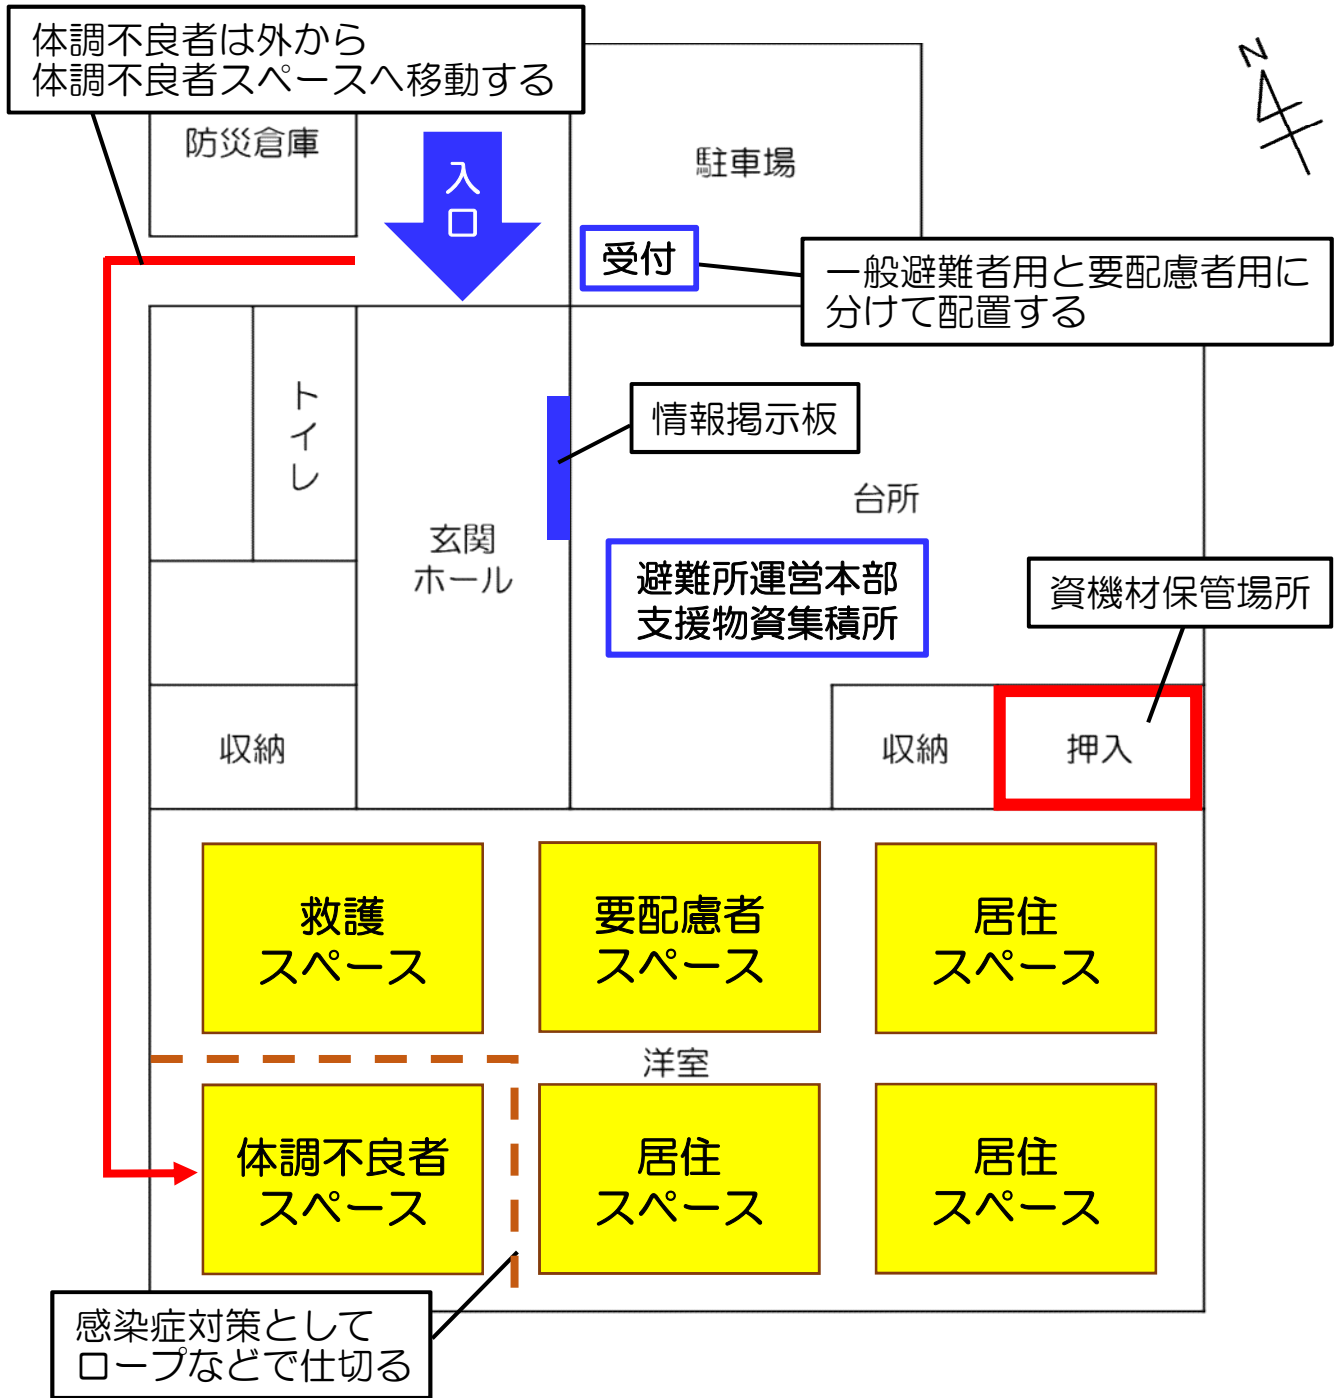 体調不良者は外から
体調不良者スペースへ移動する
N
防災倉庫
入
口
駐車場
受付
一般避難者用と要配慮者用に
分けて配置する
ト
イ
レ
情報掲示板
台所
玄関
ホール
避難所運営本部
支援物資集積所
資機材保管場所
収納
収納
押入
救護
スペース
要配慮者
スペース
居住
スペース
洋室
体調不良者
スペース
居住
スペース
居住
スペース
感染症対策として
ロープなどで仕切る